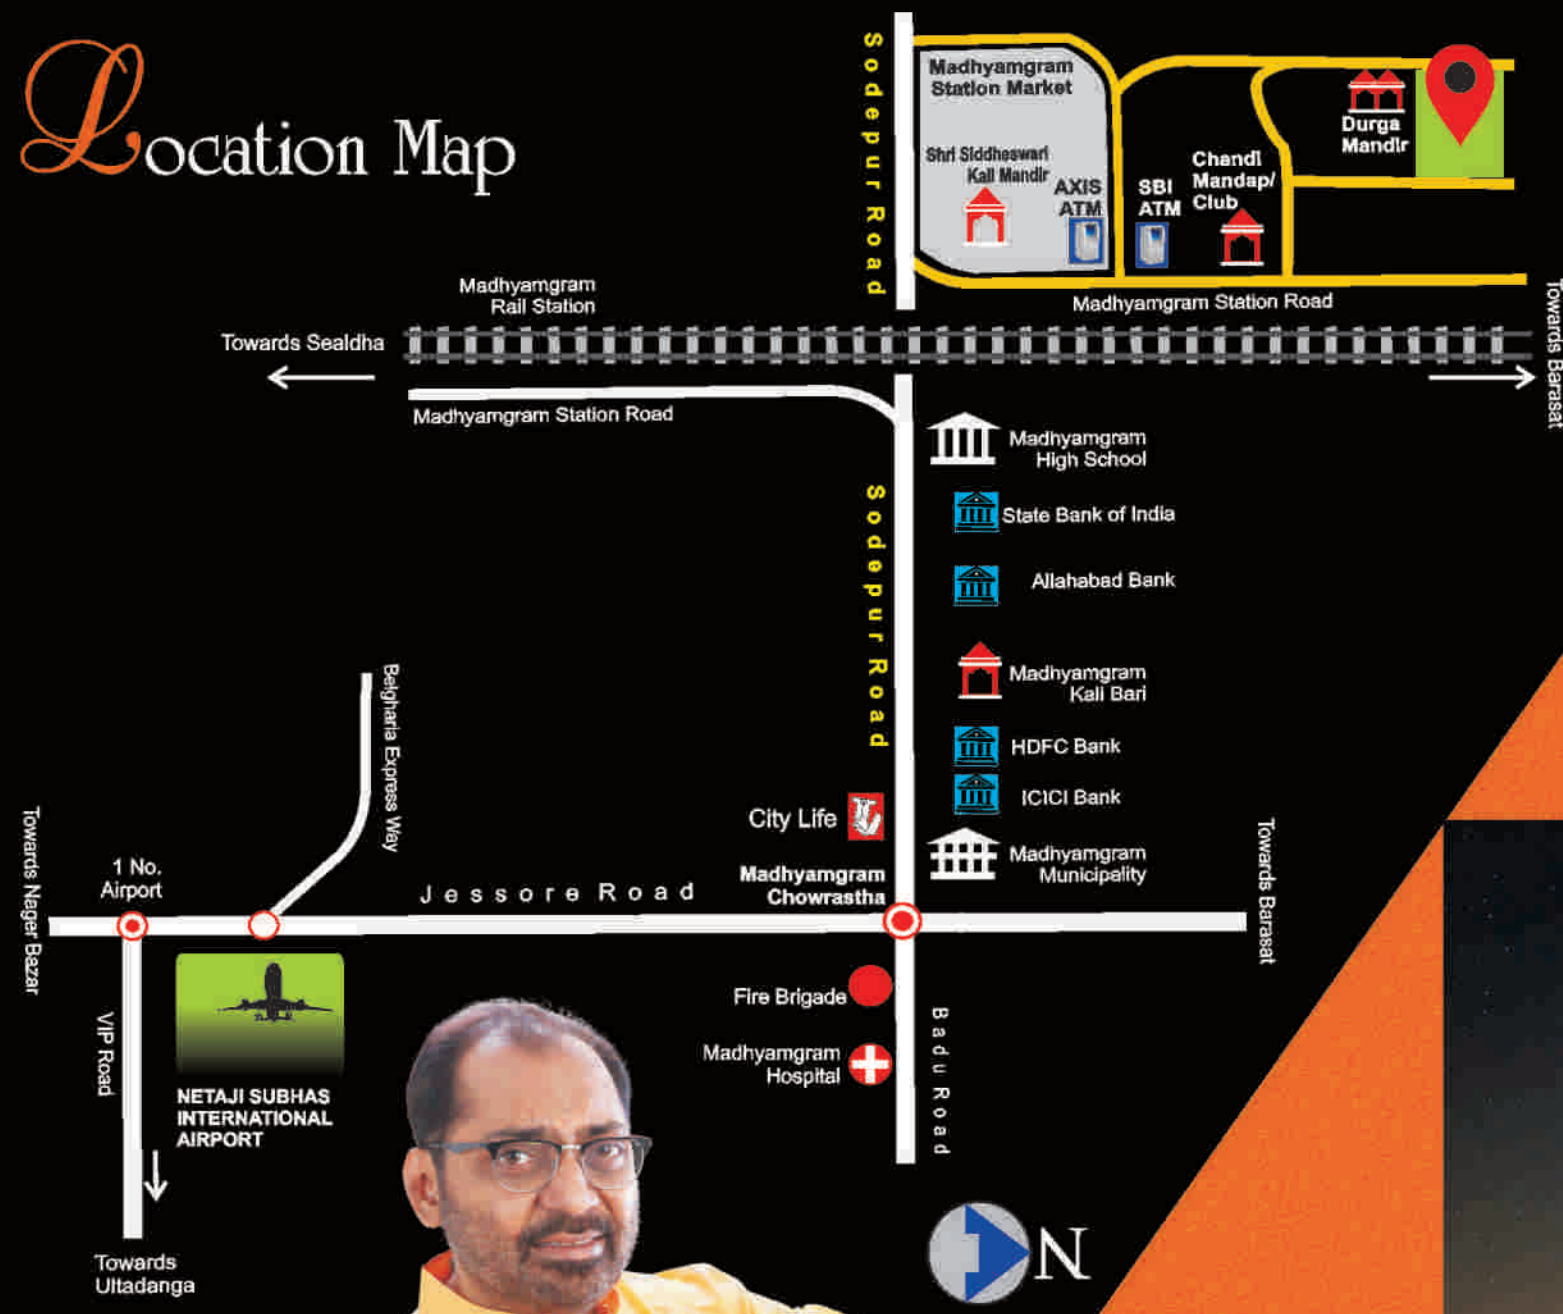 Location Map
Sodepur Road
Madhyamgram
Station Market
Shri Siddheswari
Kali Mandir
AXIS
ATM
SBI
ATM
Chandi
Mandap/
Club
Durga
Mandir
Madhyamgram Station Road
Towards Barasat
Madhyamgram
Rail Station
Towards Sealdha
Madhyamgram Station Road
Madhyamgram
High School
State Bank of India
Allahabad Bank
Sodepur Road
Madhyamgram
Kali Bari
HDFC Bank
ICICI Bank
City Life
Madhyamgram
Municipality
Madhyamgram
Chowrastha
Belgharia Express Way
Towards Nager Bazar
1 No.
Airport
Jessore Road
Towards Barasat
VIP Road
NETAJI SUBHAS
INTERNATIONAL
AIRPORT
Fire Brigade
Madhyamgram
Hospital
Badu Road
Towards
Ultadanga
N